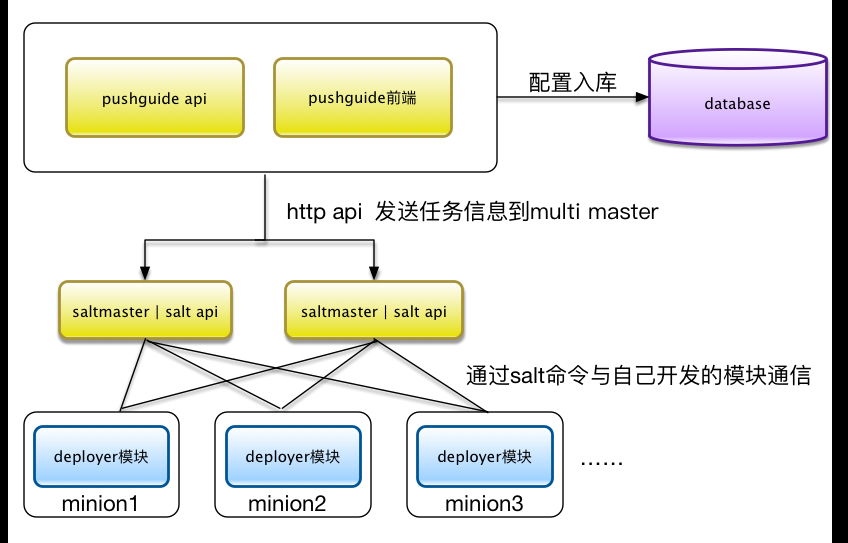 pushguide api
pushguide前端
配置入库
database
http api 发送任务信息到multi master
saltmaster | salt api
saltmaster | salt api
通过salt命令与自己开发的模块通信
deployer模块
deployer模块
deployer模块
……
minion1
minion2
minion3